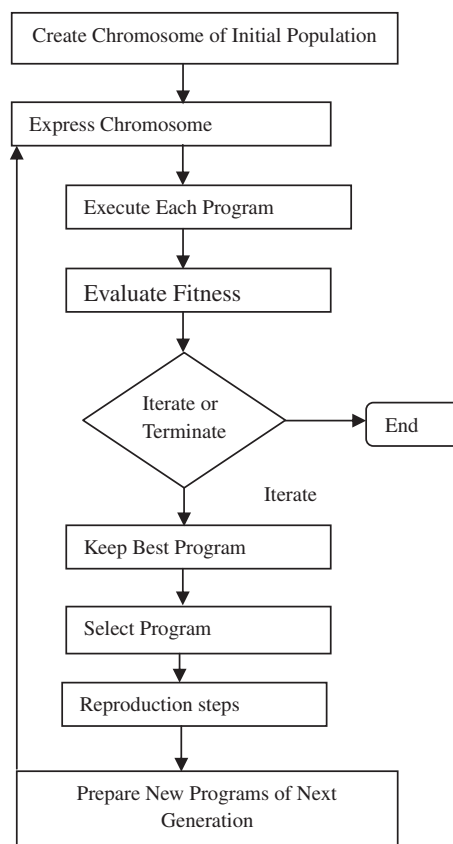 Create Chromosome of Initial Population
Express Chromosome
Execute Each Program
Evaluate Fitness
Iterate or
Terminate
End
Iterate
Keep Best Program
Select Program
Reproduction steps
Prepare New Programs of Next
Generation